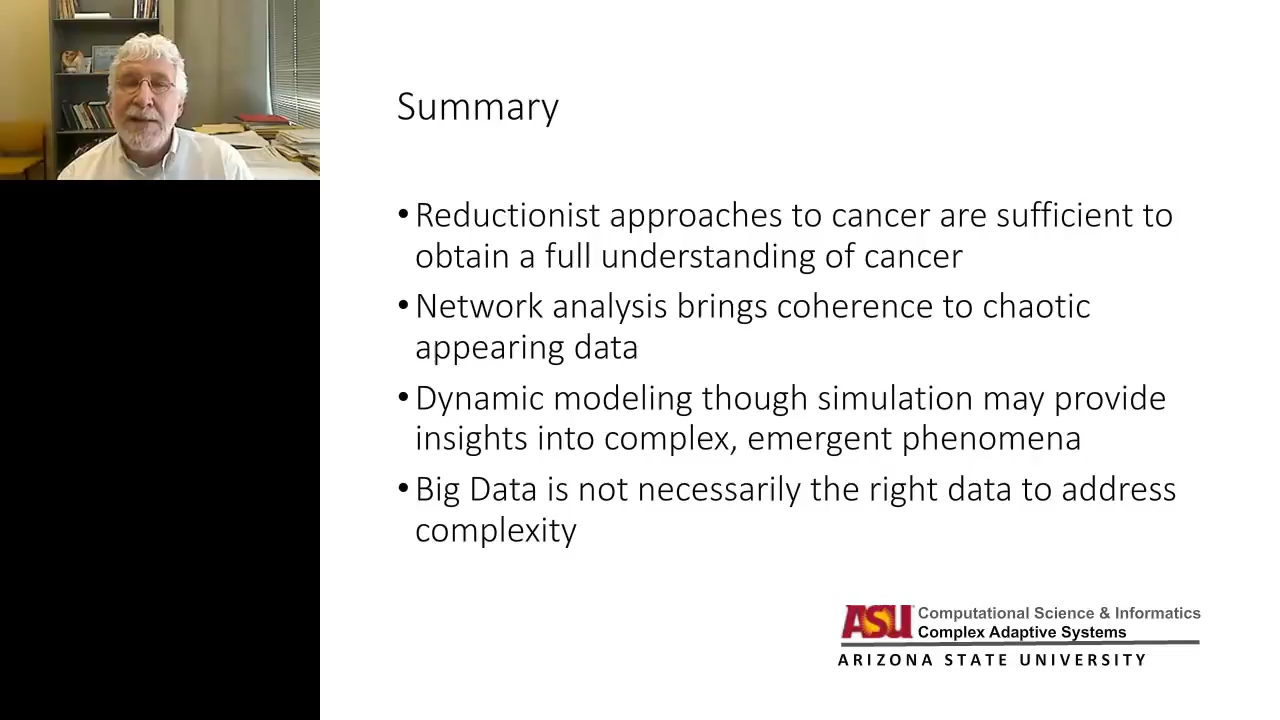 Summary
• Reductionist approaches to cancer are sufficient to
obtain a full understanding of cancer
• Network analysis brings coherence to chaotic
appearing data
• Dynamic modeling though simulation may provide
insights into complex, emergent phenomena
• Big Data is not necessarily the right data to address
complexity
ASU Computational Science & Informatics
Complex Adaptive Systems
ARIZONA STATE UNIVERSITY